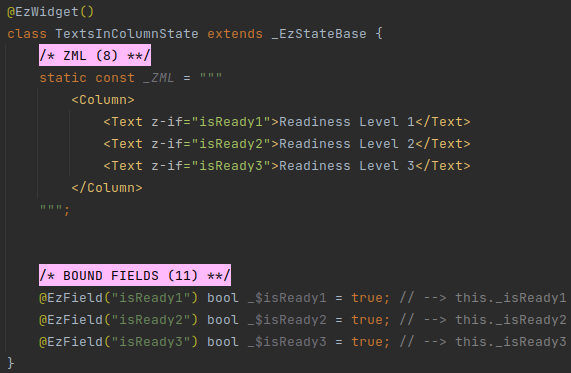 @EzWidget()
class TextsInColumnState extends _EzStateBase {
/* ZML (8) **/
static const _ZML = """
<Column>
<Text z-if="isReady1">Readiness Level 1</Text>
<Text z-if="isReady2">Readiness Level 2</Text>
<Text z-if="isReady3">Readiness Level 3</Text>
</Column>
""";
/* BOUND FIELDS (11) **/
@EzField("isReady1") bool _$isReady1 = true; // --> this._isReady1
@EzField("isReady2") bool _$isReady2 = true; // --> this._isReady2
@EzField("isReady3") bool _$isReady3 = true; // --> this._isReady3
}